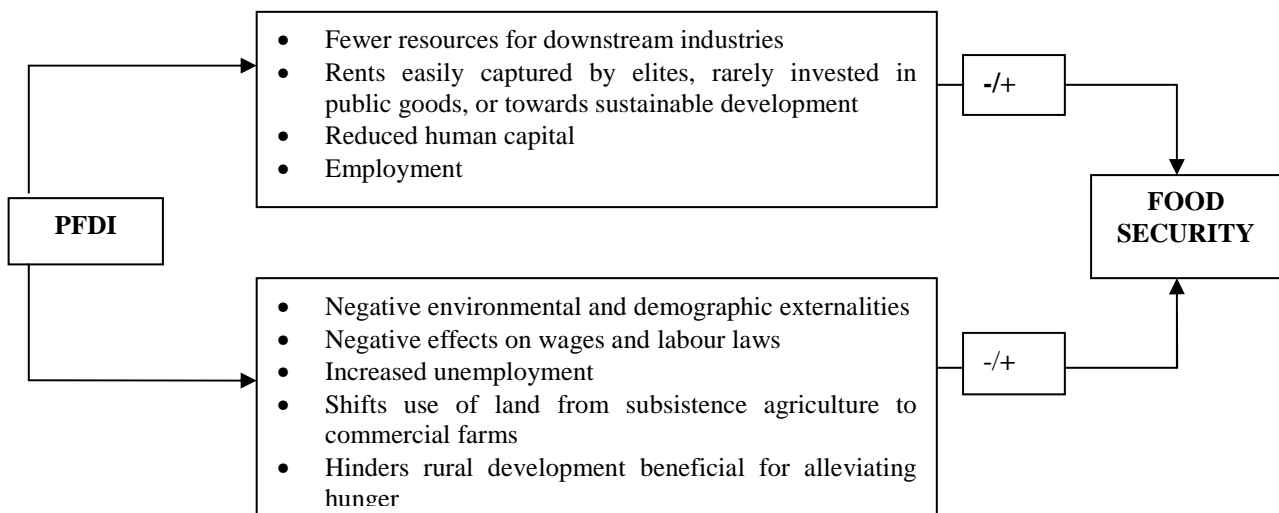 • Fewer resources for downstream industries
• Rents easily captured by elites, rarely invested in
public goods, or towards sustainable development
• Reduced human capital
• Employment
-/+
PFDI
FOOD
SECURITY
• Negative environmental and demographic externalities
• Negative effects on wages and labour laws
• Increased unemployment
• Shifts use of land from subsistence agriculture to
commercial farms
• Hinders rural development beneficial for alleviating
hunger
-/+